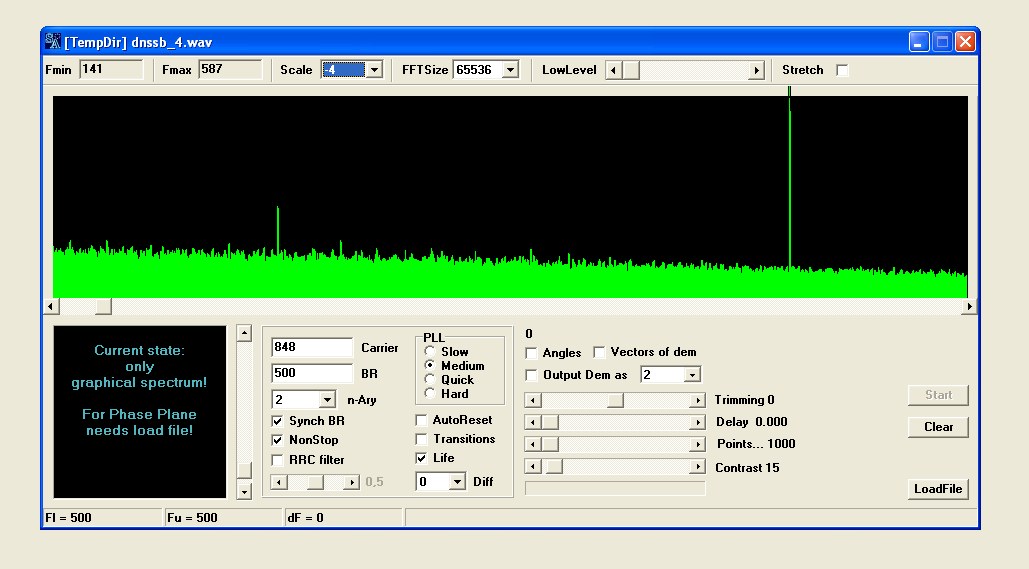 SA [TempDir] dnssb_4.wav
Fmin 141 Fmax 587 Scale -4 FFTSize 65536 LowLevel Stretch
Current state:
only
graphical spectrum!
For Phase Plane
needs load file!
848 Carrier
500 BR
2 n-Ary
Synch BR
NonStop
RRC filter
0,5
PLL
Slow
Medium
Quick
Hard
AutoReset
Transitions
Life
0 Diff
0
Angles Vectors of dem
Output Dem as 2
Trimming 0
Delay 0.000
Points... 1000
Contrast 15
Start
Clear
LoadFile
Fl = 500 Fu = 500 dF = 0